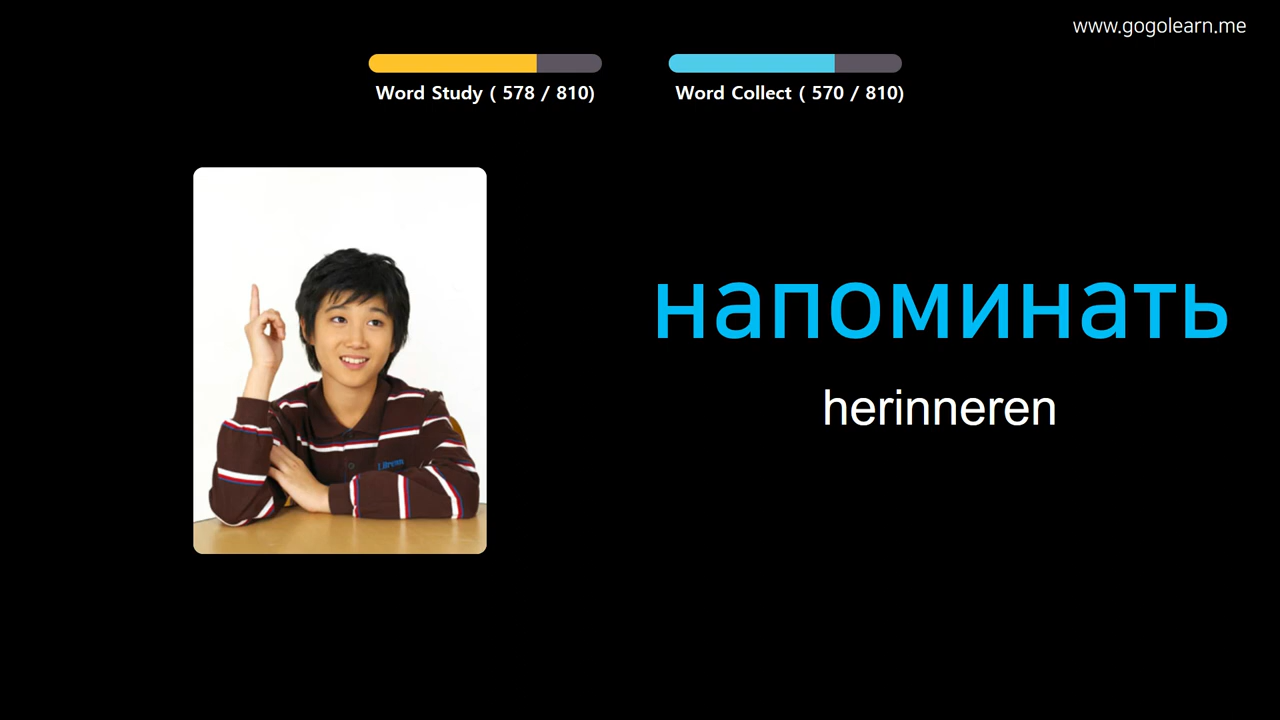 www.gogolearn.me
Word Study ( 578 / 810)
Word Collect ( 570 / 810)
напоминать
herinneren